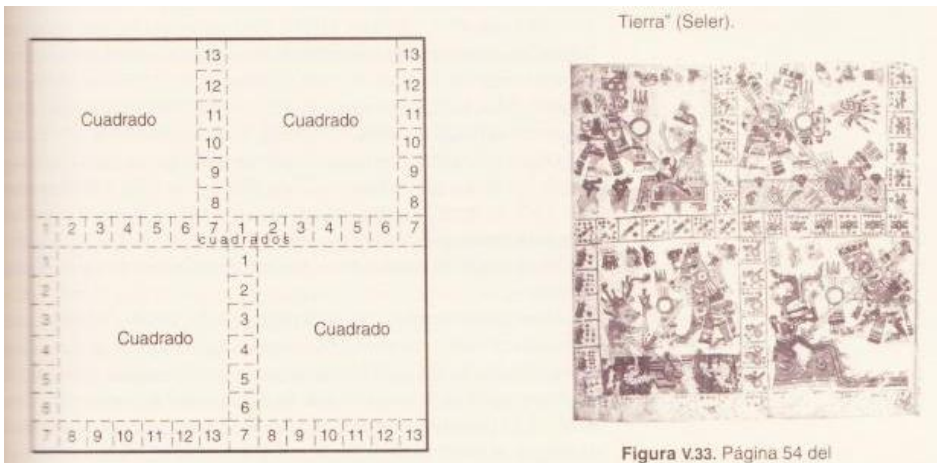 Tierra" (Seler).
13 13
12 12
Cuadrado 11 Cuadrado 11
10 10
9 9
8 8
1 2 3 4 5 6 7 1 2 3 4 5 6 7
cuadrados
1 1
2 2
3 3
Cuadrado Cuadrado
4 4
5 5
6 6
7 8 9 10 11 12 13 7 8 9 10 11 12 13
Figura V.33. Página 54 del